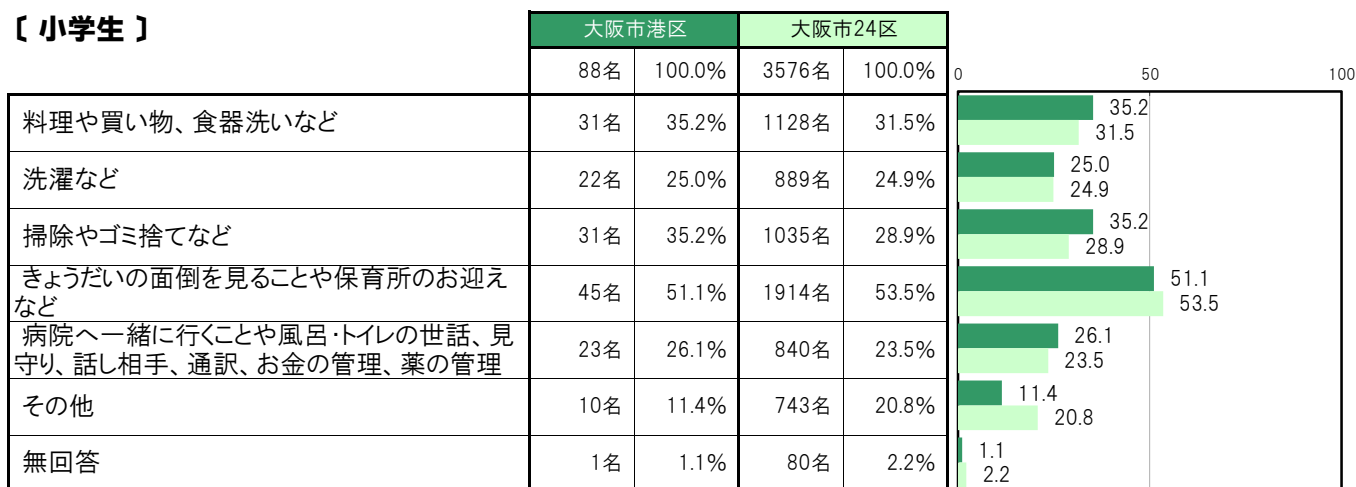 〔 小学生 〕
大阪市港区 大阪市24区
88名 100.0% 3576名 100.0% 0 50 100
料理や買い物、食器洗いなど 31名 35.2% 1128名 31.5% 35.2
31.5
洗濯など 22名 25.0% 889名 24.9% 25.0
24.9
掃除やゴミ捨てなど 31名 35.2% 1035名 28.9% 35.2
28.9
きょうだいの面倒を見ることや保育所のお迎え
など 45名 51.1% 1914名 53.5% 51.1
53.5
病院へ一緒に行くことや風呂・トイレの世話、見
守り、話し相手、通訳、お金の管理、薬の管理 23名 26.1% 840名 23.5% 26.1
23.5
その他 10名 11.4% 743名 20.8% 11.4
20.8
無回答 1名 1.1% 80名 2.2% 1.1
2.2